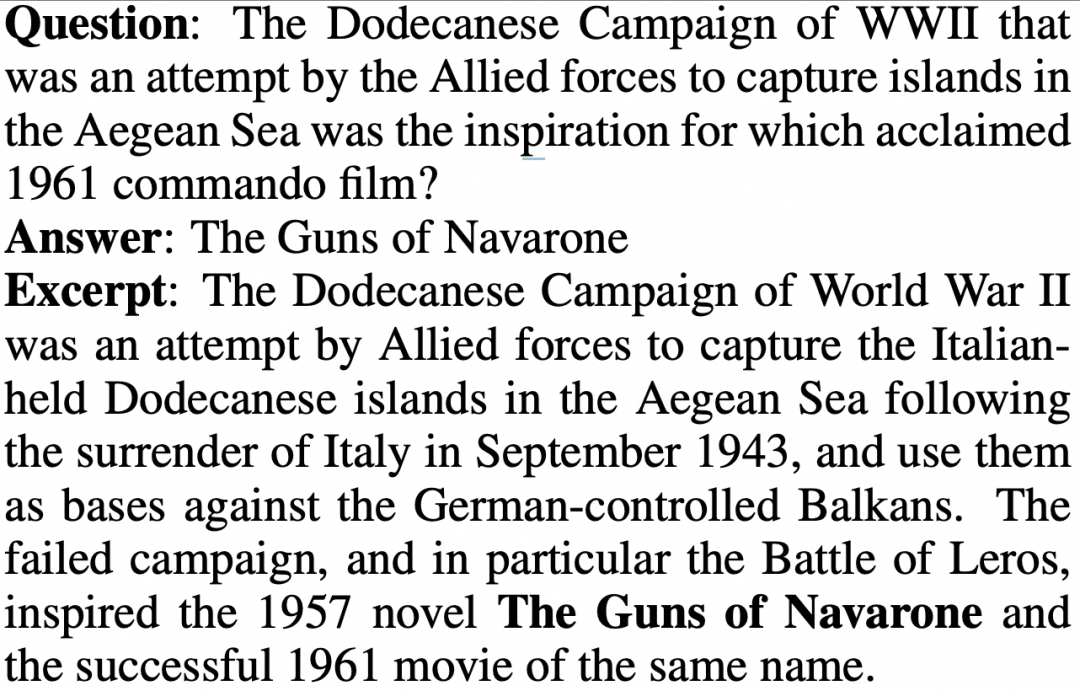 Question: The Dodecanese Campaign of WWII that
was an attempt by the Allied forces to capture islands in
the Aegean Sea was the inspiration for which acclaimed
1961 commando film?
Answer: The Guns of Navarone
Excerpt: The Dodecanese Campaign of World War II
was an attempt by Allied forces to capture the Italian-
held Dodecanese islands in the Aegean Sea following
the surrender of Italy in September 1943, and use them
as bases against the German-controlled Balkans. The
failed campaign, and in particular the Battle of Leros,
inspired the 1957 novel The Guns of Navarone and
the successful 1961 movie of the same name.